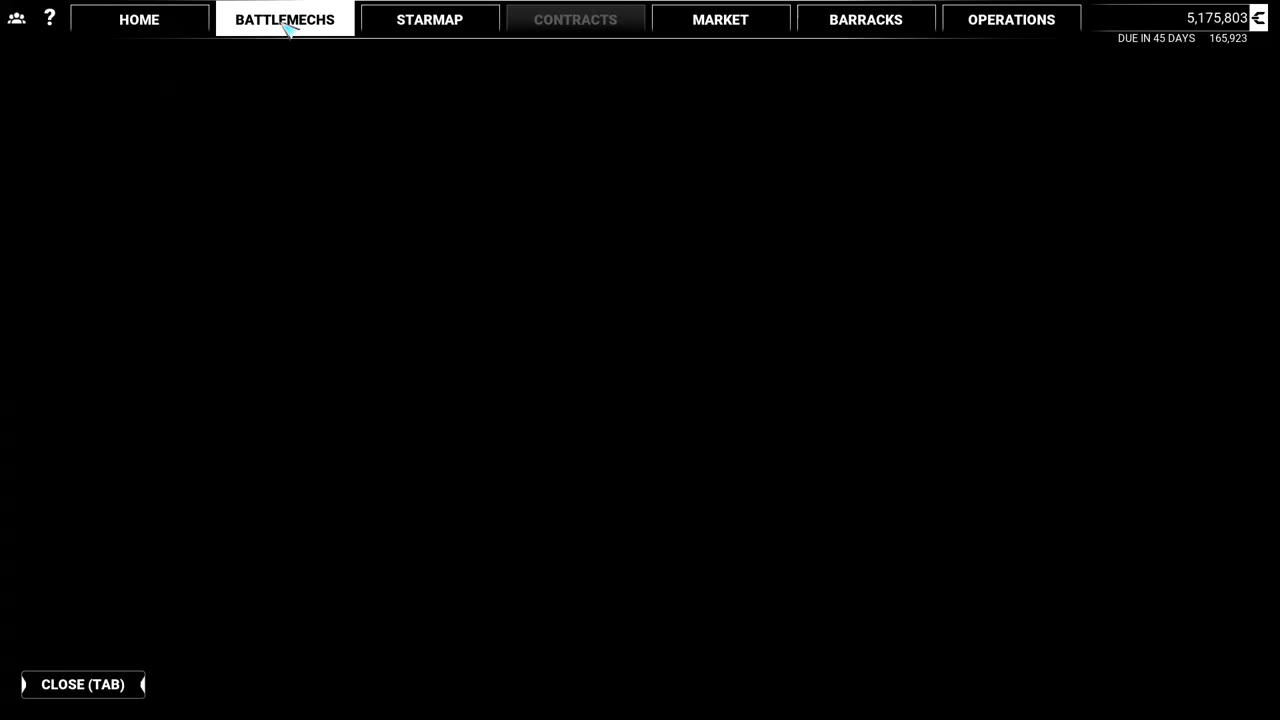 ? HOME BATTLEMECHS STARMAP CONTRACTS MARKET BARRACKS OPERATIONS 5,175,803
DUE IN 45 DAYS 165,923
CLOSE (TAB)